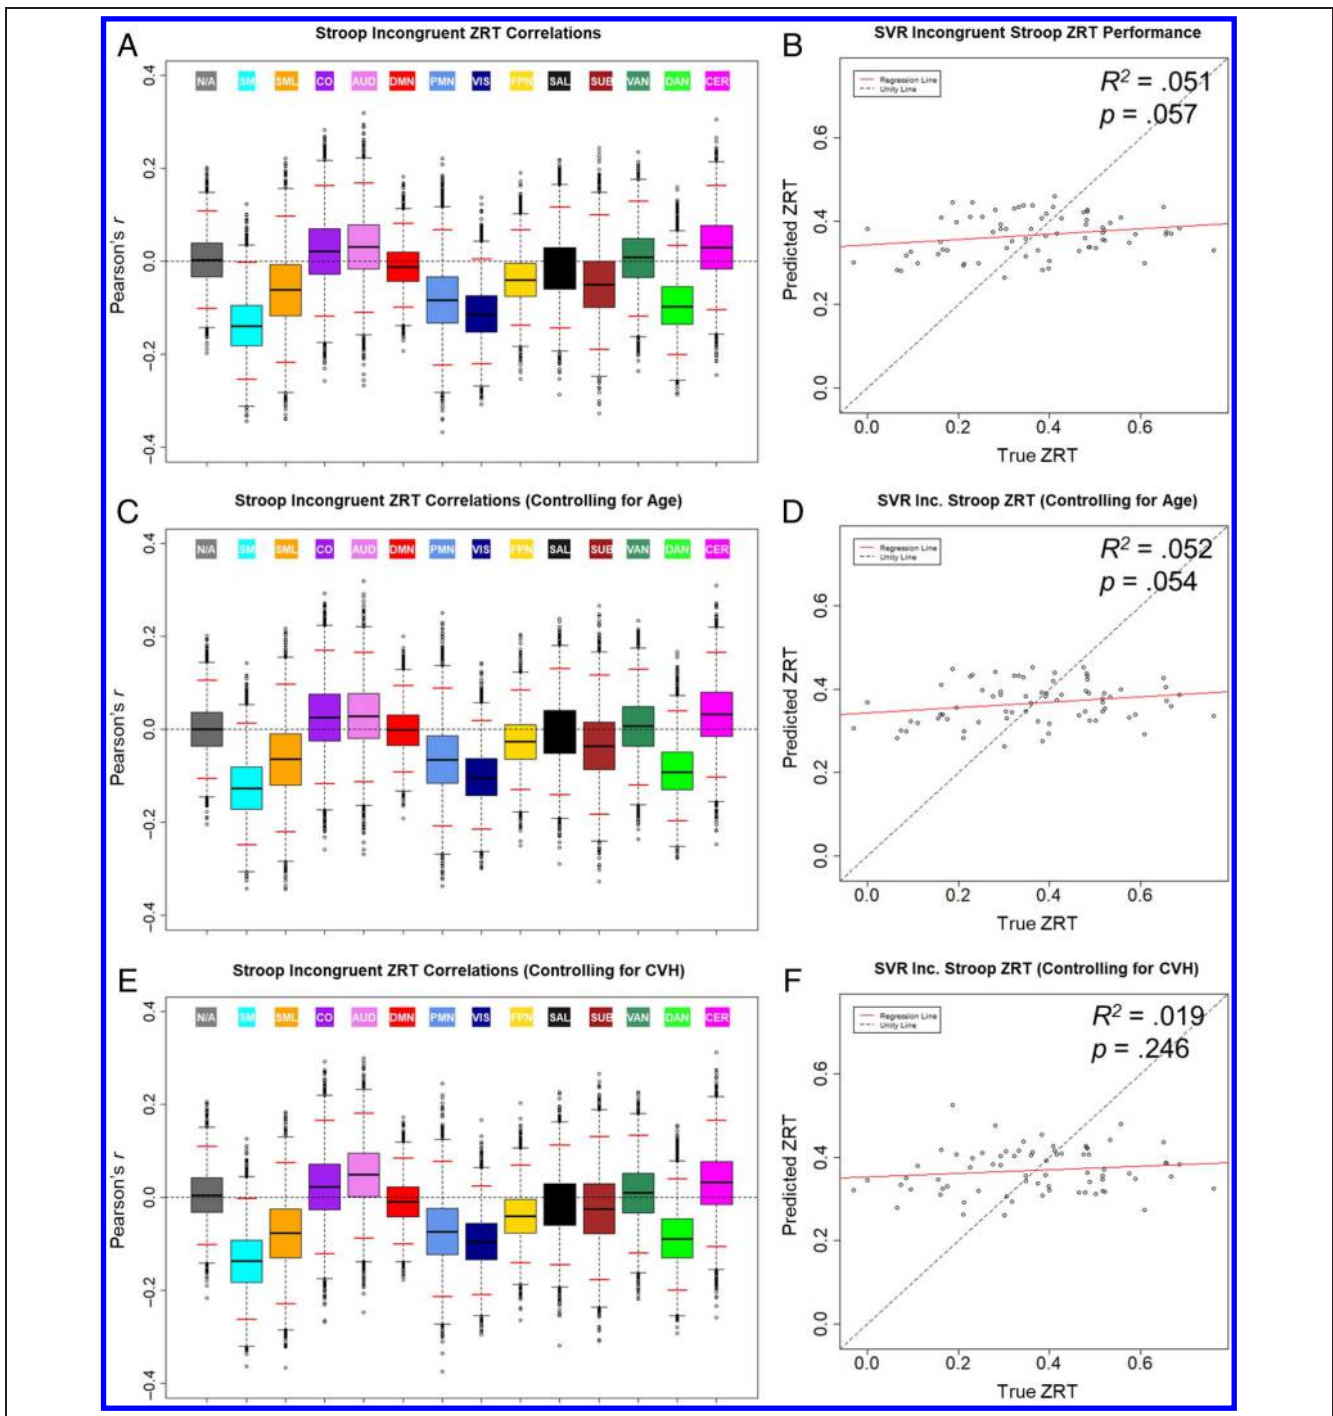 A
Stroop Incongruent ZRT Correlations
N/A SM SML CO AUD DMN PMN VIS FPN SAL SUB VAN DAN CER
Pearson's r
0.4
0.2
0.0
−0.2
−0.4
B
SVR Incongruent Stroop ZRT Performance
Regression Line
Unity Line
R² = .051
p = .057
Predicted ZRT
0.6
0.4
0.2
0.0
0.0 0.2 0.4 0.6
True ZRT
C
Stroop Incongruent ZRT Correlations (Controlling for Age)
N/A SM SML CO AUD DMN PMN VIS FPN SAL SUB VAN DAN CER
Pearson's r
0.4
0.2
0.0
−0.2
−0.4
D
SVR Inc. Stroop ZRT (Controlling for Age)
Regression Line
Unity Line
R² = .052
p = .054
Predicted ZRT
0.6
0.4
0.2
0.0
0.0 0.2 0.4 0.6
True ZRT
E
Stroop Incongruent ZRT Correlations (Controlling for CVH)
N/A SM SML CO AUD DMN PMN VIS FPN SAL SUB VAN DAN CER
Pearson's r
0.4
0.2
0.0
−0.2
−0.4
F
SVR Inc. Stroop ZRT (Controlling for CVH)
Regression Line
Unity Line
R² = .019
p = .246
Predicted ZRT
0.6
0.4
0.2
0.0
0.0 0.2 0.4 0.6
True ZRT